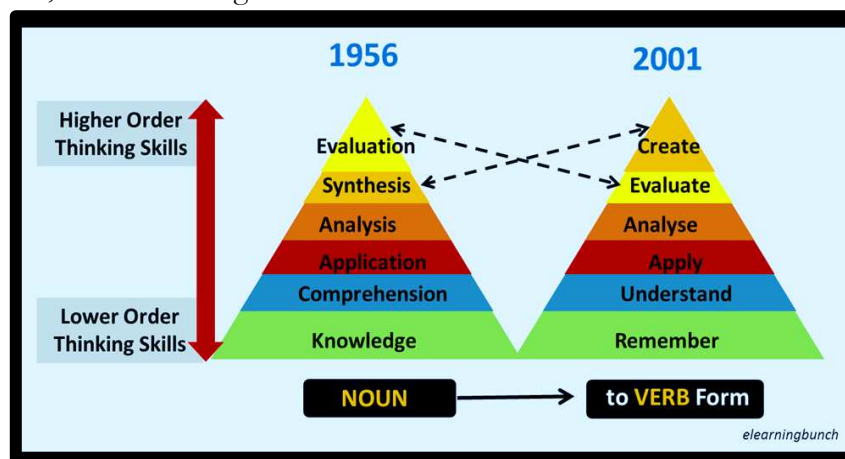 1956
2001
Higher Order
Thinking Skills
Evaluation
Create
Synthesis
Evaluate
Analysis
Analyse
Application
Apply
Comprehension
Understand
Lower Order
Thinking Skills
Knowledge
Remember
NOUN
to VERB Form
elearningbunch